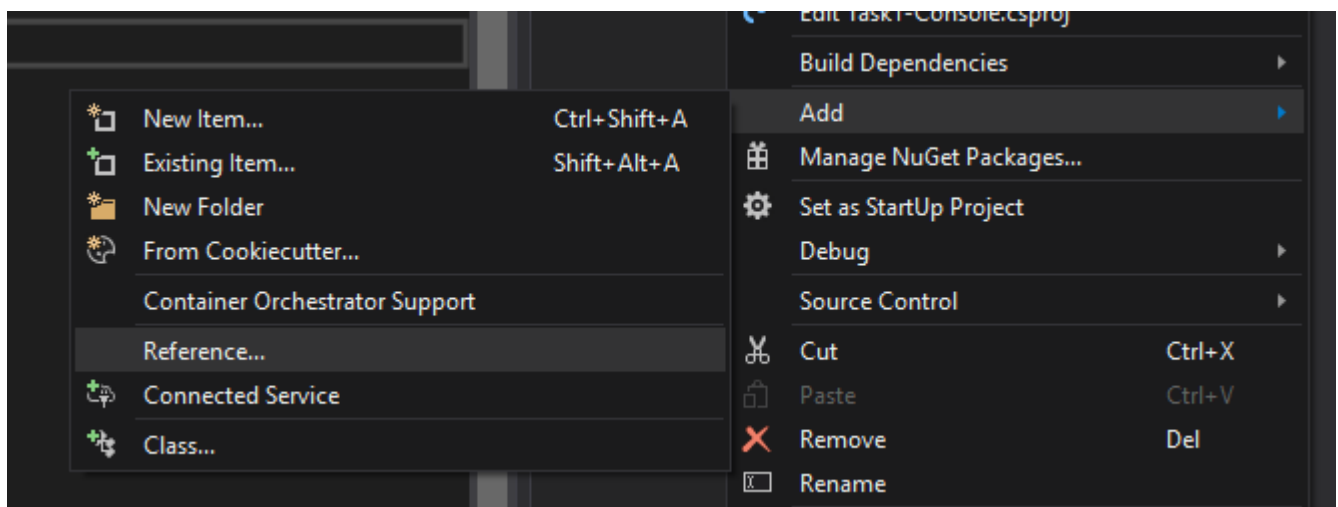 Edit Task1-Console.csproj
Build Dependencies
Add
Manage NuGet Packages...
Set as StartUp Project
Debug
Source Control
Cut Ctrl+X
Paste Ctrl+V
Remove Del
Rename
New Item... Ctrl+Shift+A
Existing Item... Shift+Alt+A
New Folder
From Cookiecutter...
Container Orchestrator Support
Reference...
Connected Service
Class...